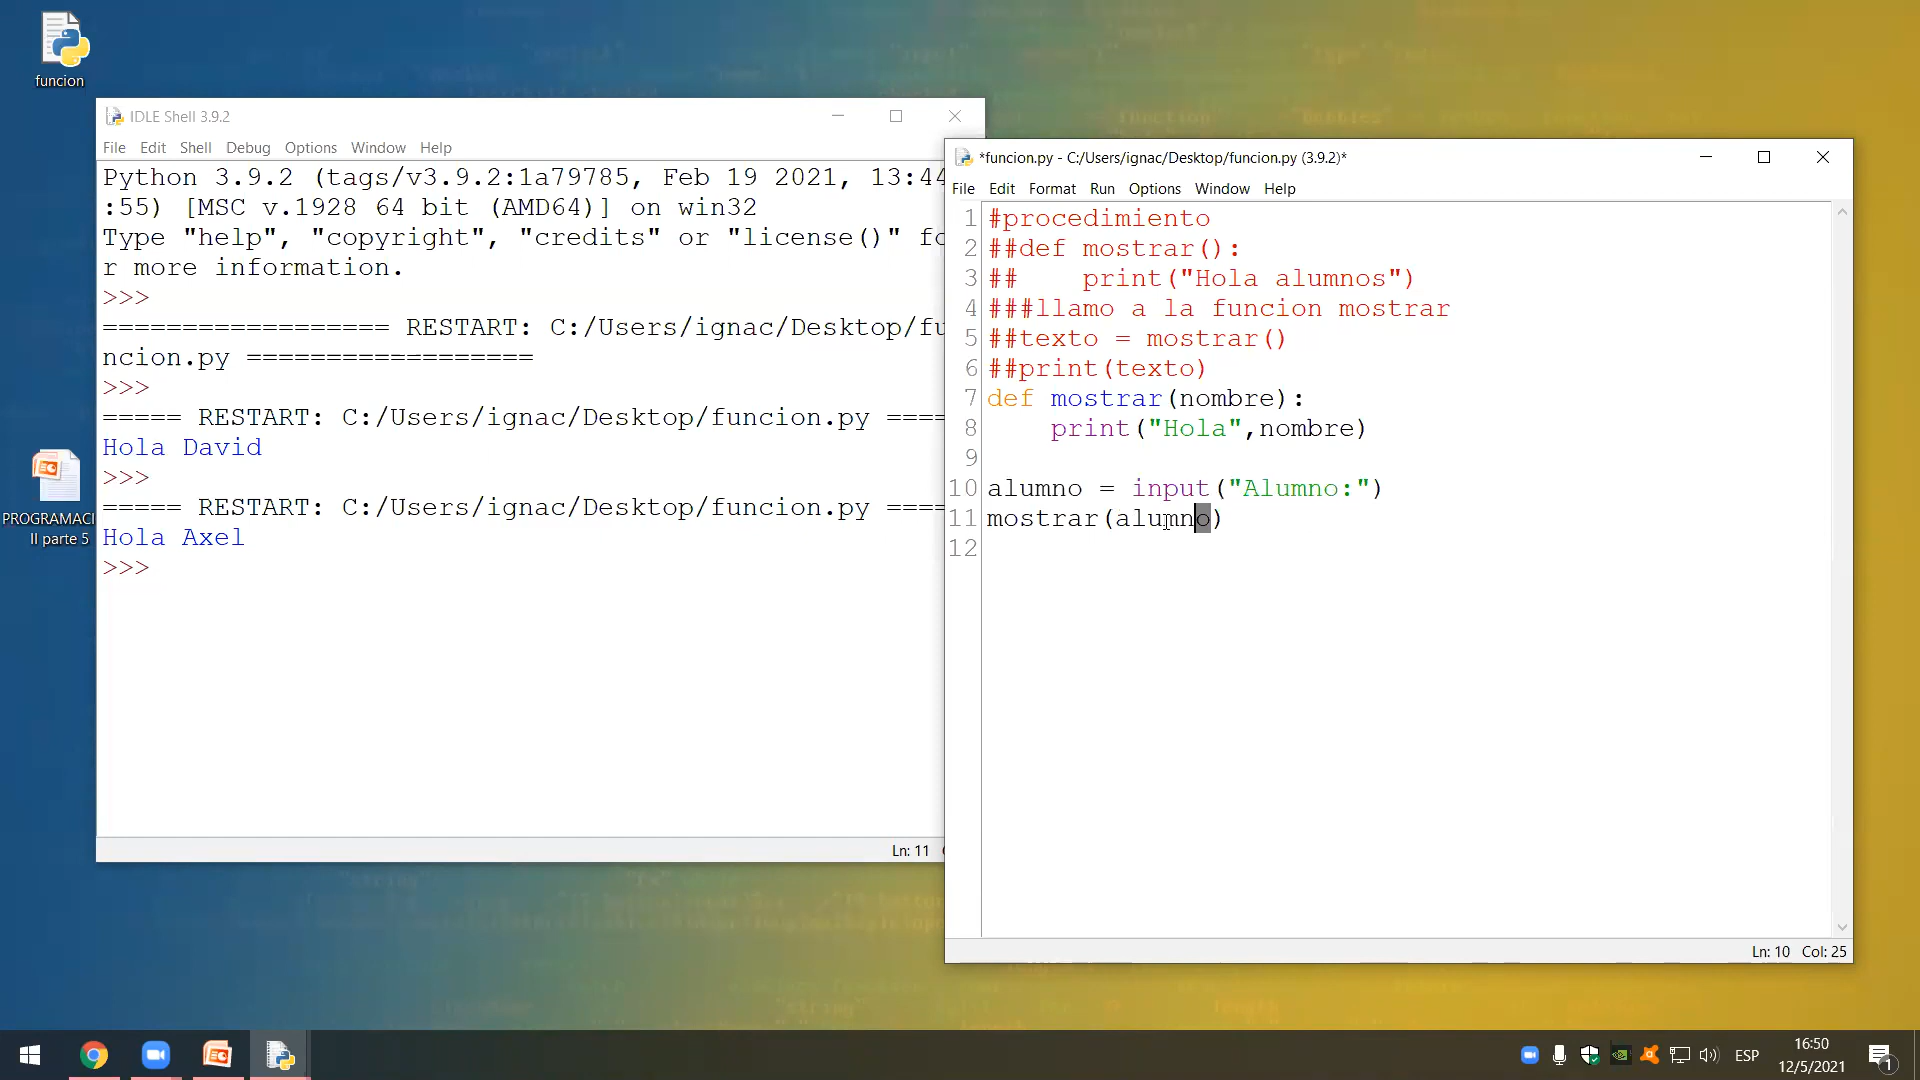 funcion
PROGRAMACI
II parte 5
IDLE Shell 3.9.2
File Edit Shell Debug Options Window Help
Python 3.9.2 (tags/v3.9.2:1a79785, Feb 19 2021, 13:44
:55) [MSC v.1928 64 bit (AMD64)] on win32
Type "help", "copyright", "credits" or "license()" fo
r more information.
>>>
================== RESTART: C:/Users/ignac/Desktop/fu
ncion.py ==================
>>>
===== RESTART: C:/Users/ignac/Desktop/funcion.py ====
Hola David
>>>
===== RESTART: C:/Users/ignac/Desktop/funcion.py ====
Hola Axel
>>>
Ln: 11
*funcion.py - C:/Users/ignac/Desktop/funcion.py (3.9.2)*
File Edit Format Run Options Window Help
1 #procedimiento
2 ##def mostrar():
3 ##    print("Hola alumnos")
4 ###llamo a la funcion mostrar
5 ##texto = mostrar()
6 ##print(texto)
7 def mostrar(nombre):
8     print("Hola",nombre)
9
10 alumno = input("Alumno:")
11 mostrar(alumno)
12
Ln: 10 Col: 25
ESP
16:50
12/5/2021
1